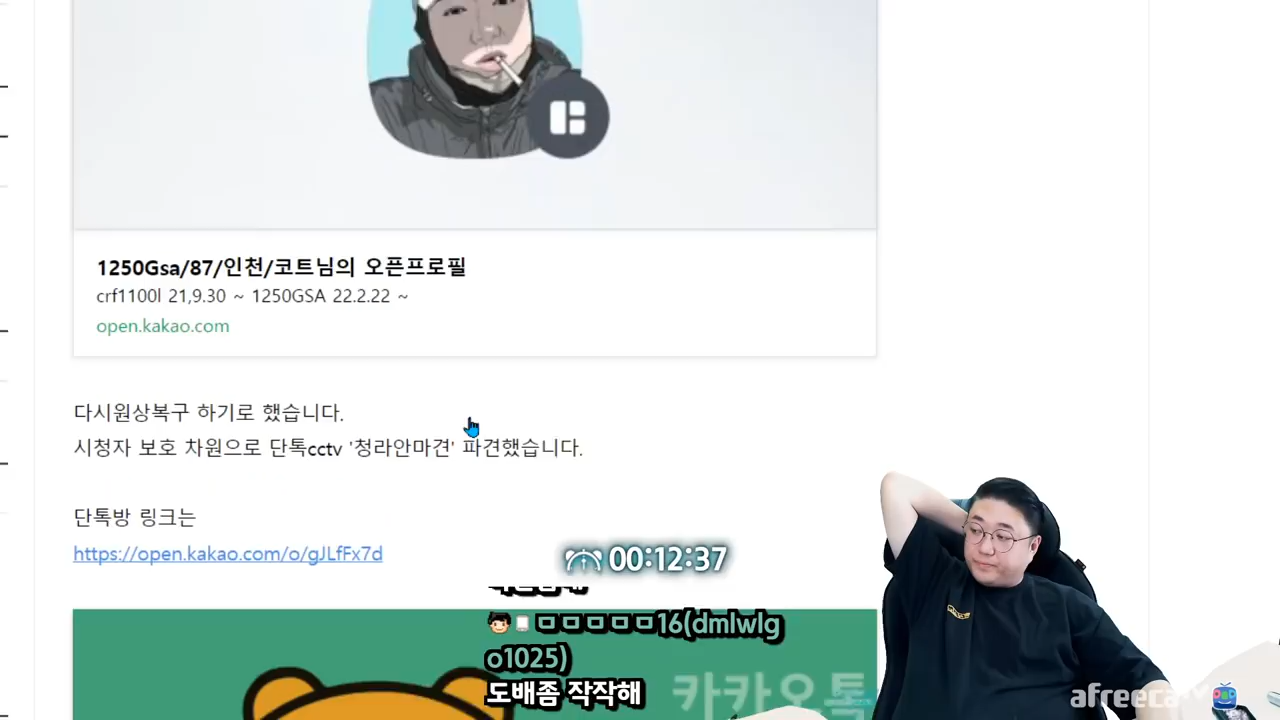 1250Gsa/87/인천/코트님의 오픈프로필
crf1100l 21,9.30 ~ 1250GSA 22.2.22 ~
open.kakao.com
다시원상복구 하기로 했습니다.
시청자 보호 차원으로 단톡cctv '청라안마견' 파견했습니다.
단톡방 링크는
https://open.kakao.com/o/gJLfFx7d
00:12:37
ㅁㅁㅁㅁㅁ16(dmlwlg
o1025)
도배좀 작작해
카카오톡
afreecaTV